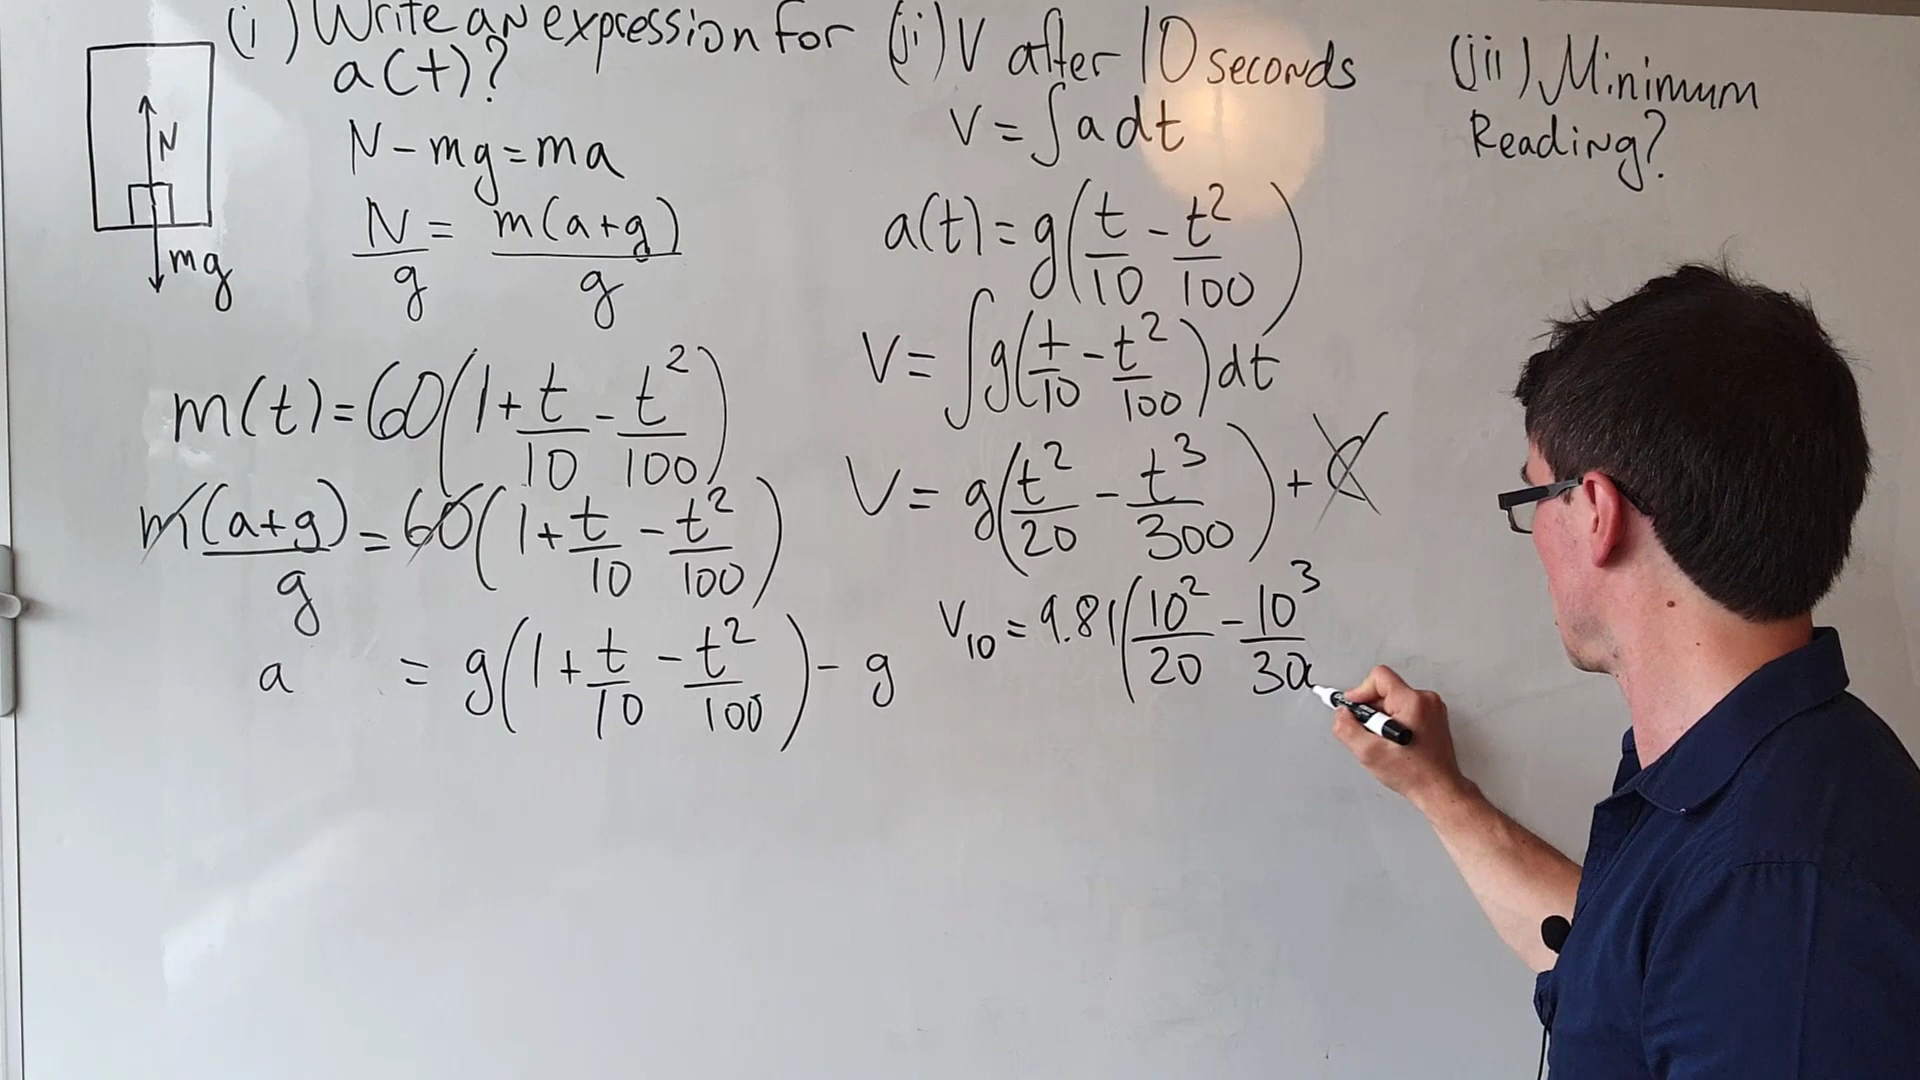 (i) Write an expression for
a(t)?
N
mg
N - mg = ma
N/g = m(a+g)/g
m(t) = 60(1 + t/10 - t²/100)
m(a+g)/g = 60(1 + t/10 - t²/100)
a = g(1 + t/10 - t²/100) - g
(ii) V after 10 seconds
V = ∫a dt
a(t) = g(t/10 - t²/100)
V = ∫g(t/10 - t²/100)dt
V = g(t²/20 - t³/300) + C
V₁₀ = 9.81(10²/20 - 10³/30
(iii) Minimum
Reading?